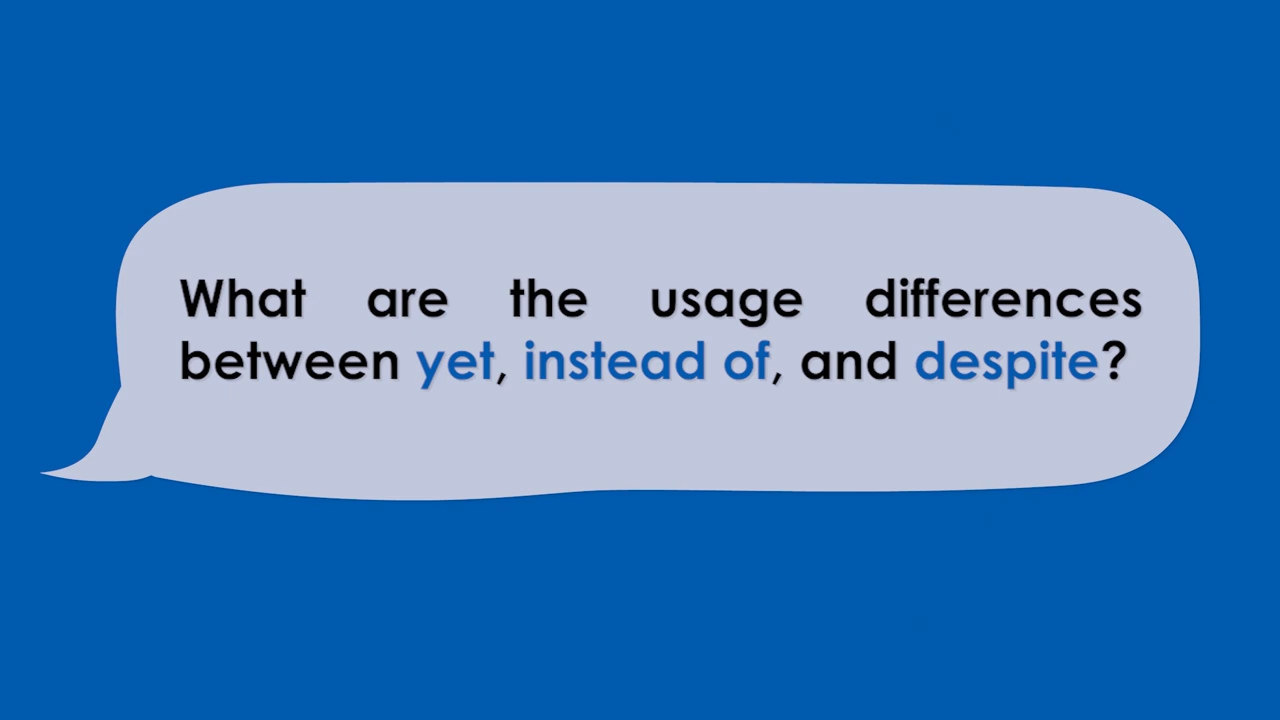 What are the usage differences
between yet, instead of, and despite?